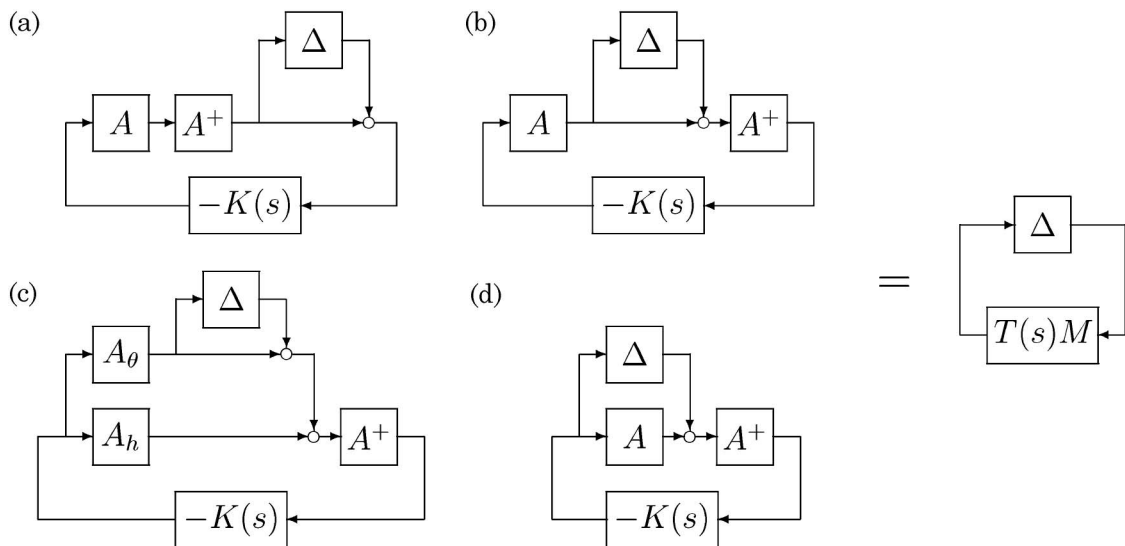 (a)
Δ
A
A⁺
−K(s)
(b)
Δ
A
A⁺
−K(s)
(c)
Δ
A_θ
A_h
A⁺
−K(s)
(d)
Δ
A
A⁺
−K(s)
=
Δ
T(s)M